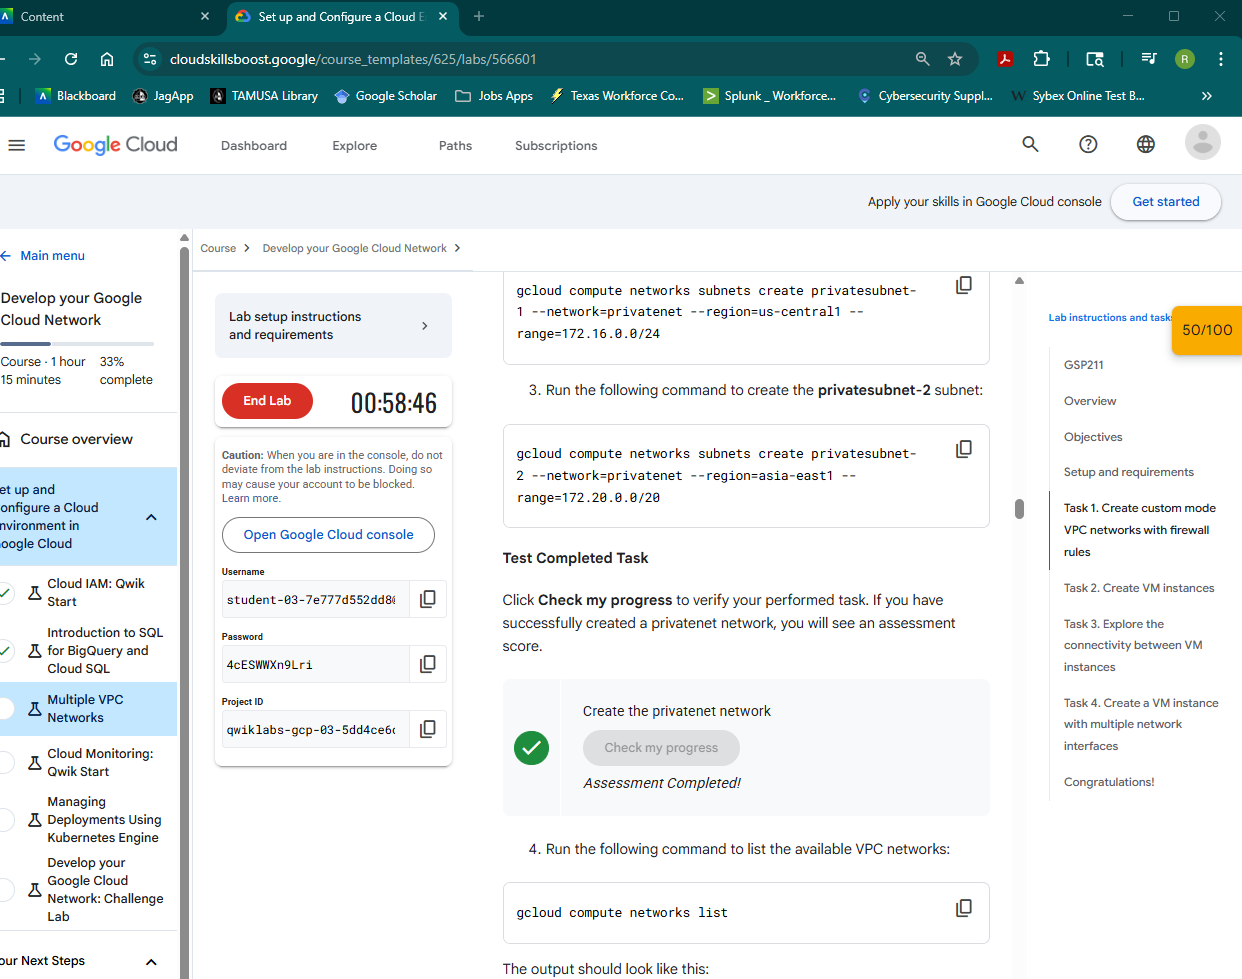 Content
Set up and Configure a Cloud E
cloudskillsboost.google/course_templates/625/labs/566601
R
Blackboard
JagApp
TAMUSA Library
Google Scholar
Jobs Apps
Texas Workforce Co...
Splunk _ Workforce...
Cybersecurity Suppl...
Sybex Online Test B...
Google Cloud
Dashboard
Explore
Paths
Subscriptions
Apply your skills in Google Cloud console
Get started
Main menu
Develop your Google
Cloud Network
Course · 1 hour
15 minutes
33%
complete
Course overview
et up and
onfigure a Cloud
nvironment in
oogle Cloud
Cloud IAM: Qwik
Start
Introduction to SQL
for BigQuery and
Cloud SQL
Multiple VPC
Networks
Cloud Monitoring:
Qwik Start
Managing
Deployments Using
Kubernetes Engine
Develop your
Google Cloud
Network: Challenge
Lab
our Next Steps
Course
Develop your Google Cloud Network
Lab setup instructions
and requirements
End Lab
00:58:46
Caution: When you are in the console, do not
deviate from the lab instructions. Doing so
may cause your account to be blocked.
Learn more.
Open Google Cloud console
Username
student-03-7e777d552dd8
Password
4cESWWXn9Lri
Project ID
qwiklabs-gcp-03-5dd4ce6c
gcloud compute networks subnets create privatesubnet-
1 --network=privatenet --region=us-central1 --
range=172.16.0.0/24
3. Run the following command to create the privatesubnet-2 subnet:
gcloud compute networks subnets create privatesubnet-
2 --network=privatenet --region=asia-east1 --
range=172.20.0.0/20
Test Completed Task
Click Check my progress to verify your performed task. If you have
successfully created a privatenet network, you will see an assessment
score.
Create the privatenet network
Check my progress
Assessment Completed!
4. Run the following command to list the available VPC networks:
gcloud compute networks list
The output should look like this:
Lab instructions and task
50/100
GSP211
Overview
Objectives
Setup and requirements
Task 1. Create custom mode
VPC networks with firewall
rules
Task 2. Create VM instances
Task 3. Explore the
connectivity between VM
instances
Task 4. Create a VM instance
with multiple network
interfaces
Congratulations!